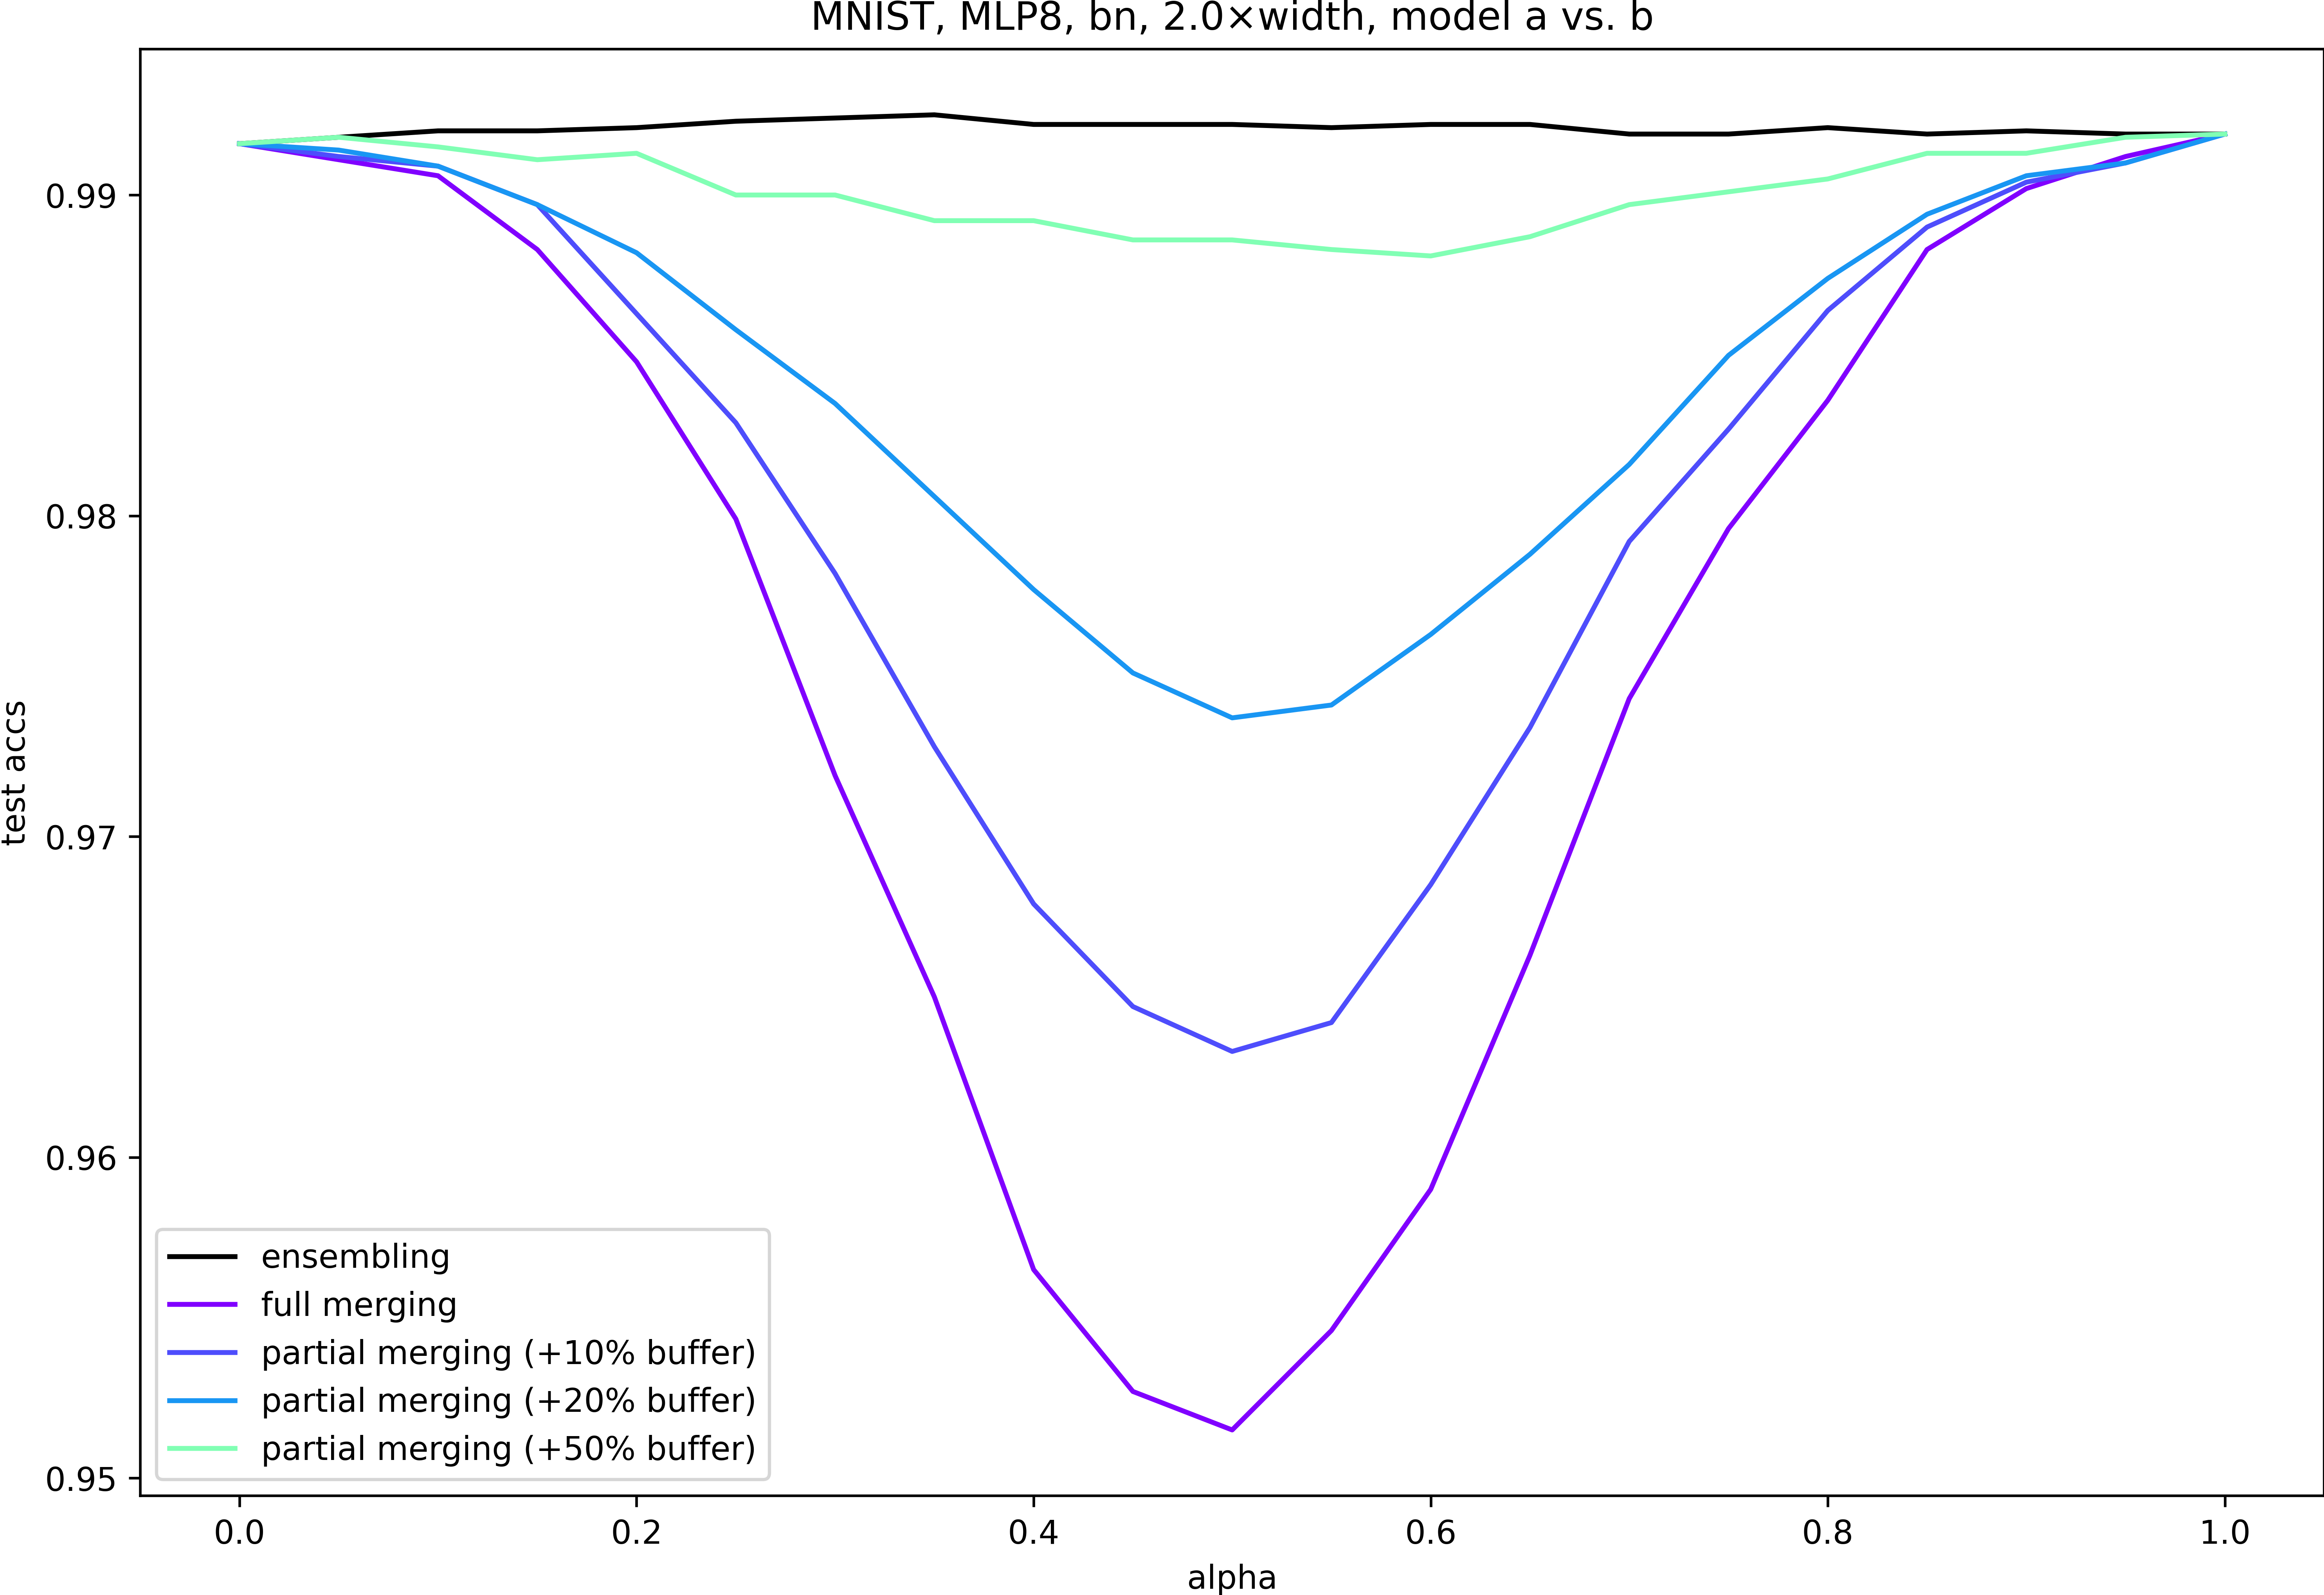 MNIST, MLP8, bn, 2.0×width, model a vs. b
test accs
0.99
0.98
0.97
0.96
0.95
ensembling
full merging
partial merging (+10% buffer)
partial merging (+20% buffer)
partial merging (+50% buffer)
0.0 0.2 0.4 0.6 0.8 1.0
alpha